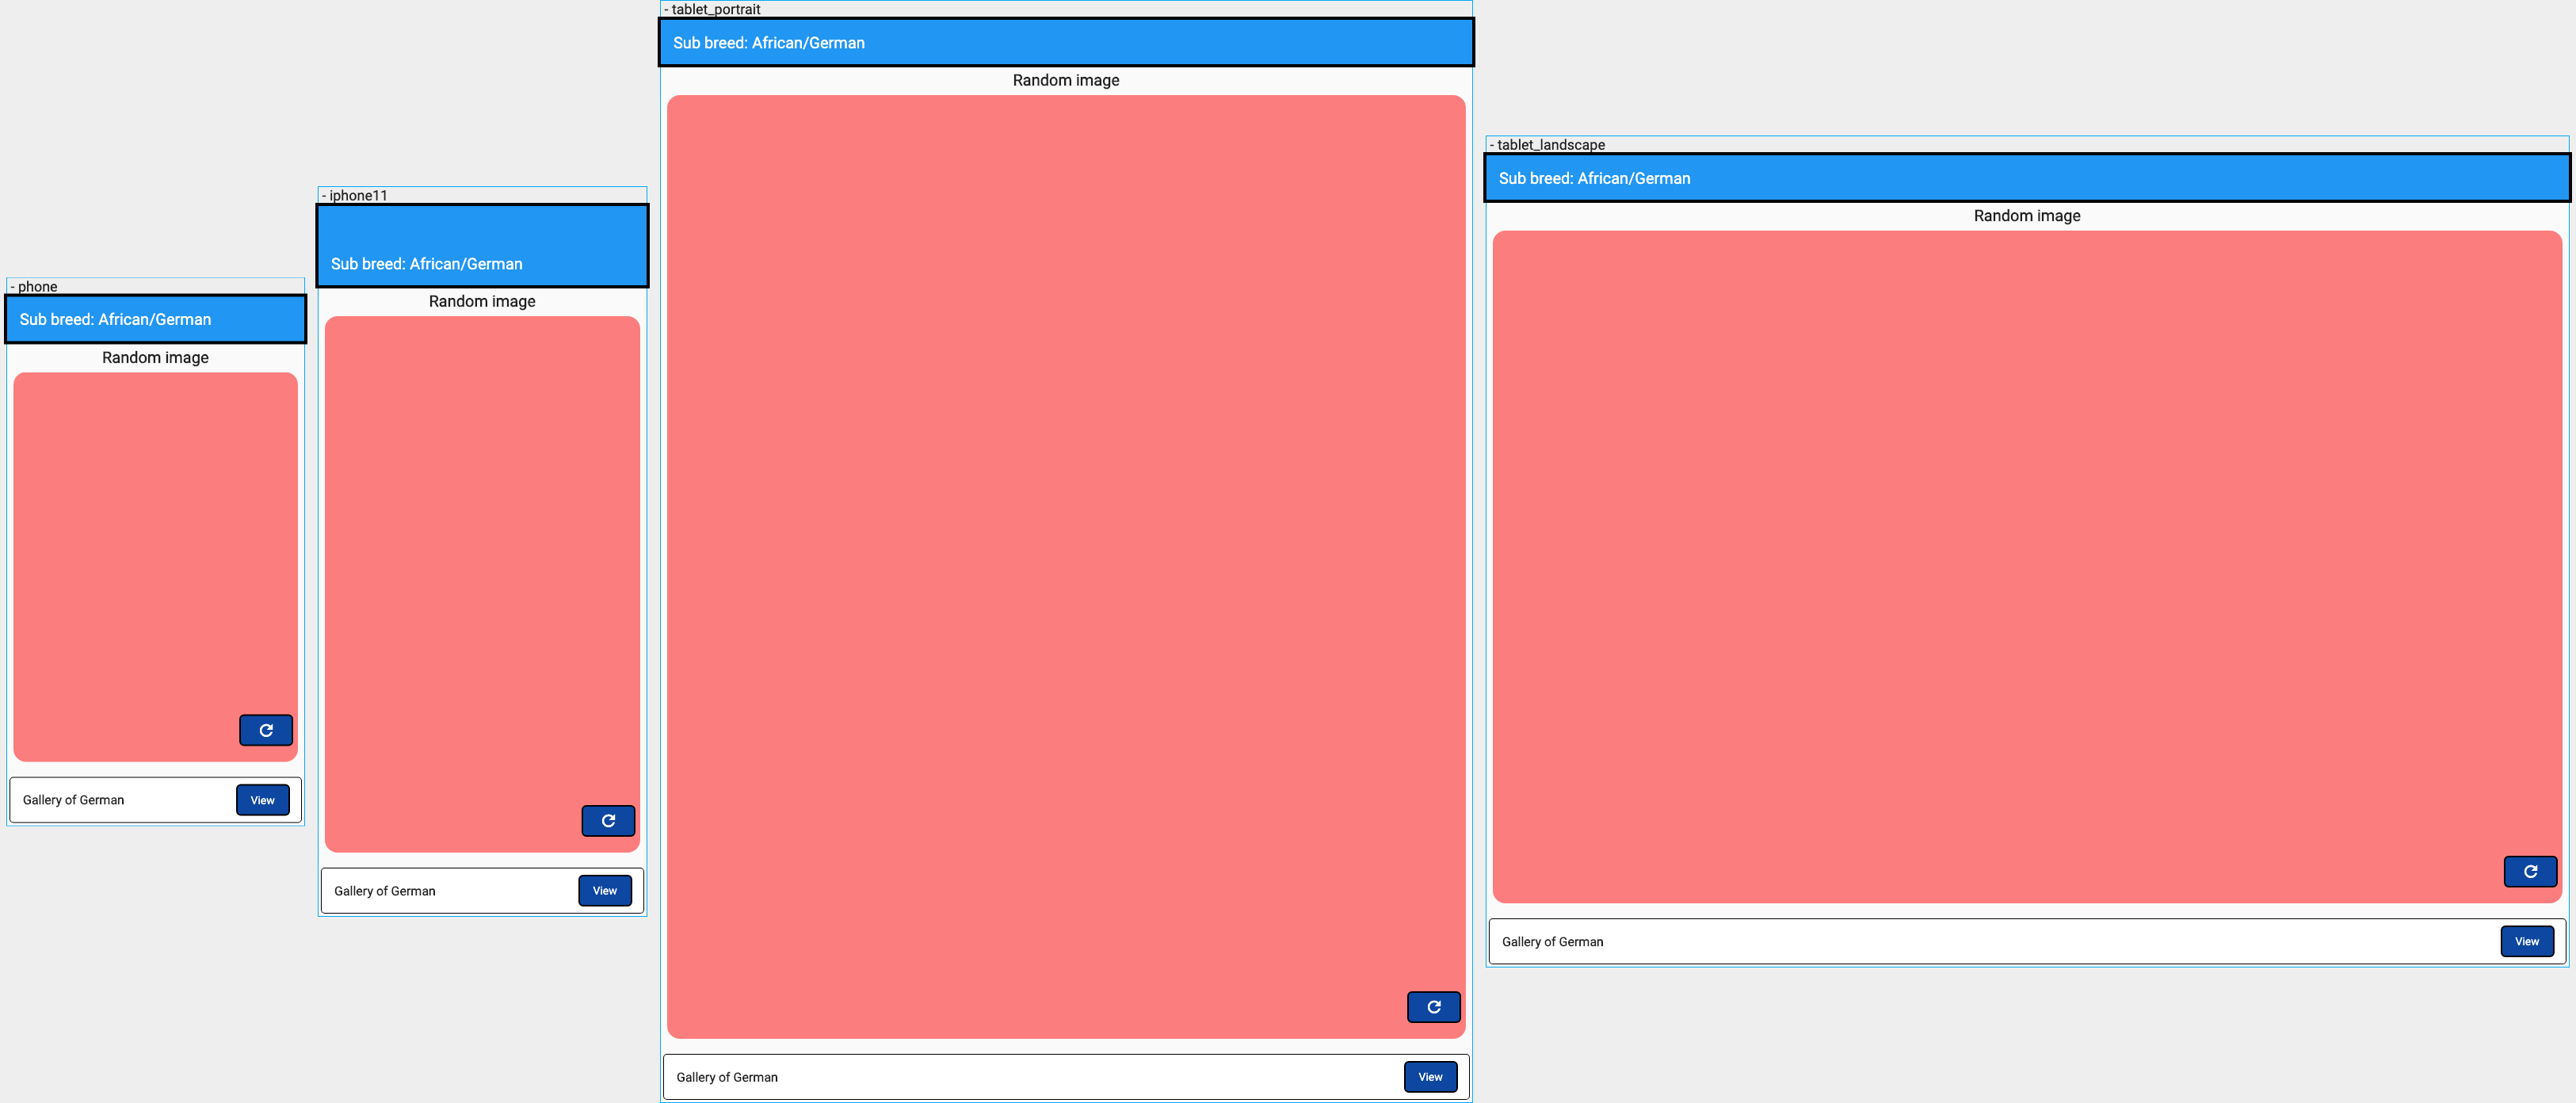 - phone
Sub breed: African/German
Random image
Gallery of German
View
- iphone11
Sub breed: African/German
Random image
Gallery of German
View
- tablet_portrait
Sub breed: African/German
Random image
Gallery of German
View
- tablet_landscape
Sub breed: African/German
Random image
Gallery of German
View